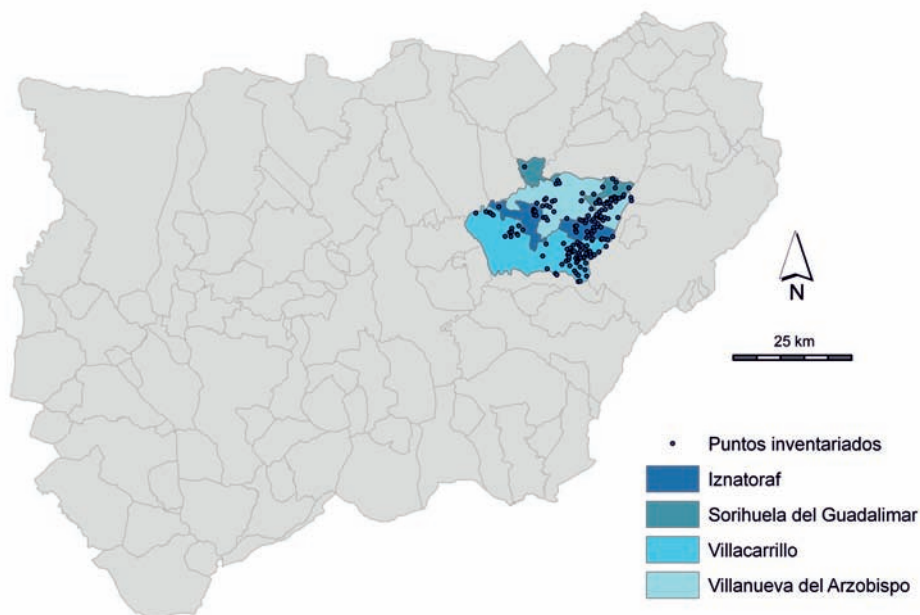 N
25 km
Puntos inventariados
Iznatoraf
Sorihuela del Guadalimar
Villacarrillo
Villanueva del Arzobispo